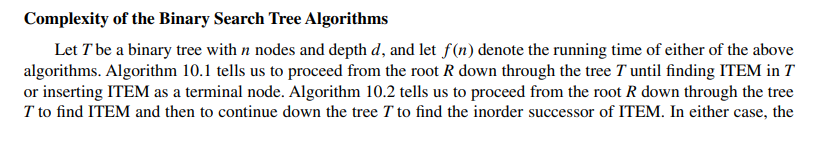 Complexity of the Binary Search Tree Algorithms
Let T be a binary tree with n nodes and depth d, and let f(n) denote the running time of either of the above
algorithms. Algorithm 10.1 tells us to proceed from the root R down through the tree T until finding ITEM in T
or inserting ITEM as a terminal node. Algorithm 10.2 tells us to proceed from the root R down through the tree
T to find ITEM and then to continue down the tree T to find the inorder successor of ITEM. In either case, the